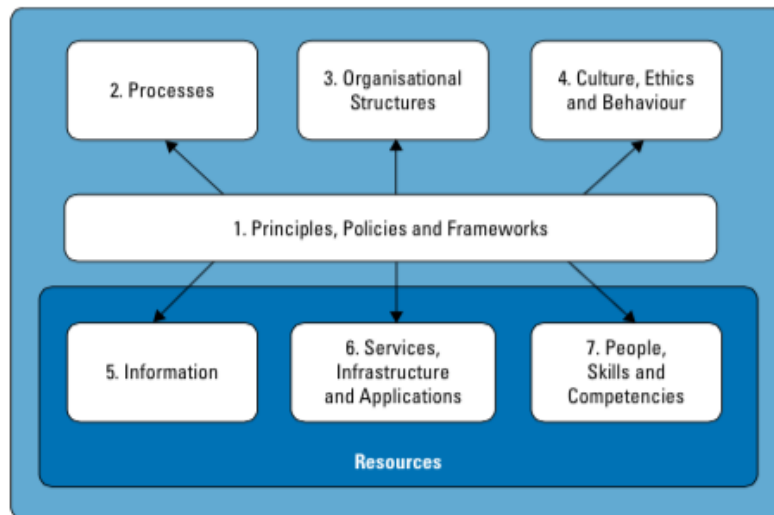 2. Processes
3. Organisational
Structures
4. Culture, Ethics
and Behaviour
1. Principles, Policies and Frameworks
5. Information
6. Services,
Infrastructure
and Applications
7. People,
Skills and
Competencies
Resources